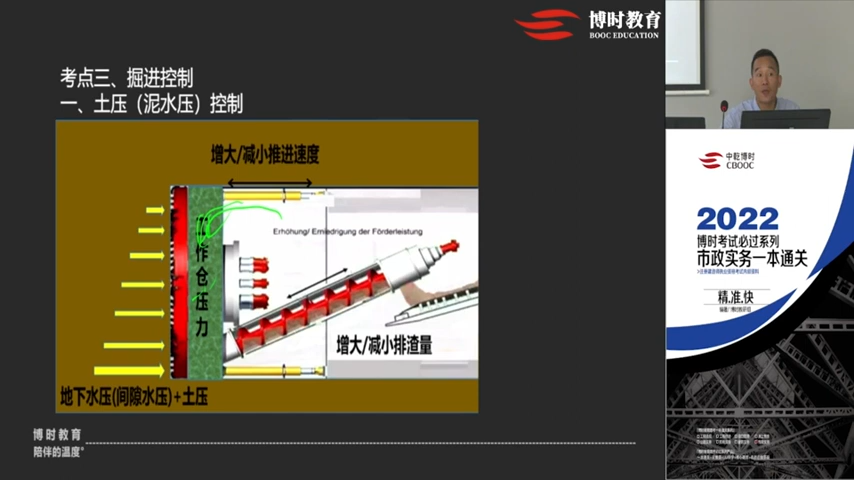 博时教育
BOOC EDUCATION
考点三、掘进控制
一、土压（泥水压）控制
增大/减小推进速度
Erhöhung/ Erniedrigung der Förderleistung
作仓压力
增大/减小排渣量
地下水压(间隙水压)+土压
博时教育
陪伴的温度
中乾博时
CBOOC
2022
博时考试必过系列
市政实务一本通关
精,准,快